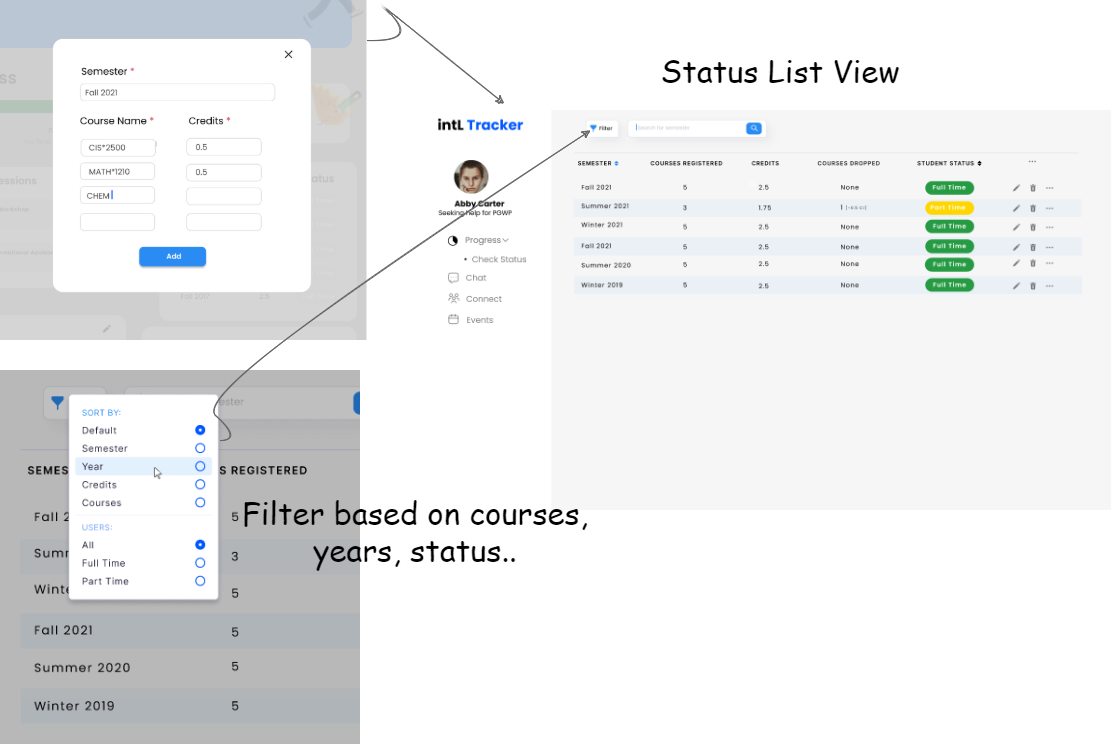 ss
essions
atus
Fall 2017 2.5
Semester *
Fall 2021
Course Name * Credits *
CIS*2500 0.5
MATH*1210 0.5
CHEM
Add
Status List View
intL Tracker
Abby Carter
Seeking help for PGWP
Progress
• Check Status
Chat
Connect
Events
Filter Search for semester
SEMESTER COURSES REGISTERED CREDITS COURSES DROPPED STUDENT STATUS ...
Fall 2021 5 2.5 None Full Time ...
Summer 2021 3 1.75 1 Part Time ...
Winter 2021 5 2.5 None Full Time ...
Fall 2021 5 2.5 None Full Time ...
Summer 2020 5 2.5 None Full Time ...
Winter 2019 5 2.5 None Full Time ...
ester
SORT BY:
Default
Semester
Year
Credits
Courses
USERS:
All
Full Time
Part Time
SEMES S REGISTERED
Fall 2 5
Summ 3
Winte 5
Fall 2021 5
Summer 2020 5
Winter 2019 5
Filter based on courses,
years, status..